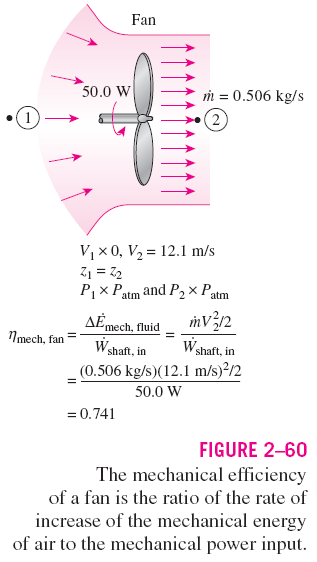 Fan
50.0 W
ṁ = 0.506 kg/s
1
2
V₁ × 0, V₂ = 12.1 m/s
z₁ = z₂
P₁ × Pₐₜₘ and P₂ × Pₐₜₘ
η_mech, fan = ΔĖ_mech, fluid / Ẇ_shaft, in = ṁV₂²/2 / Ẇ_shaft, in
= (0.506 kg/s)(12.1 m/s)²/2 / 50.0 W
= 0.741
FIGURE 2–60
The mechanical efficiency
of a fan is the ratio of the rate of
increase of the mechanical energy
of air to the mechanical power input.